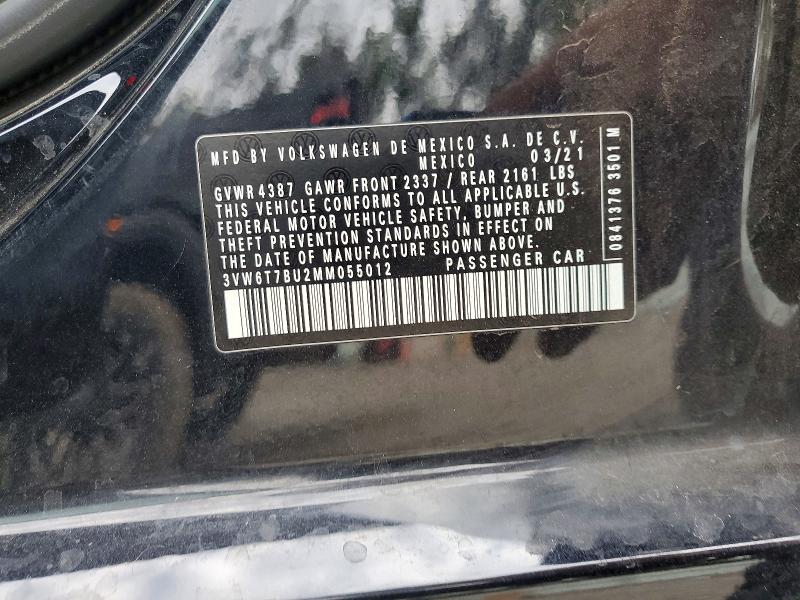 MFD BY VOLKSWAGEN DE MEXICO S.A. DE C.V.
MEXICO 03/21
GVWR 4387 GAWR FRONT 2337 / REAR 2161 LBS
THIS VEHICLE CONFORMS TO ALL APPLICABLE U.S.
FEDERAL MOTOR VEHICLE SAFETY, BUMPER AND
THEFT PREVENTION STANDARDS IN EFFECT ON
THE DATE OF MANUFACTURE SHOWN ABOVE.
3VW6T7BU2MM055012 PASSENGER CAR
0841376 3501 M